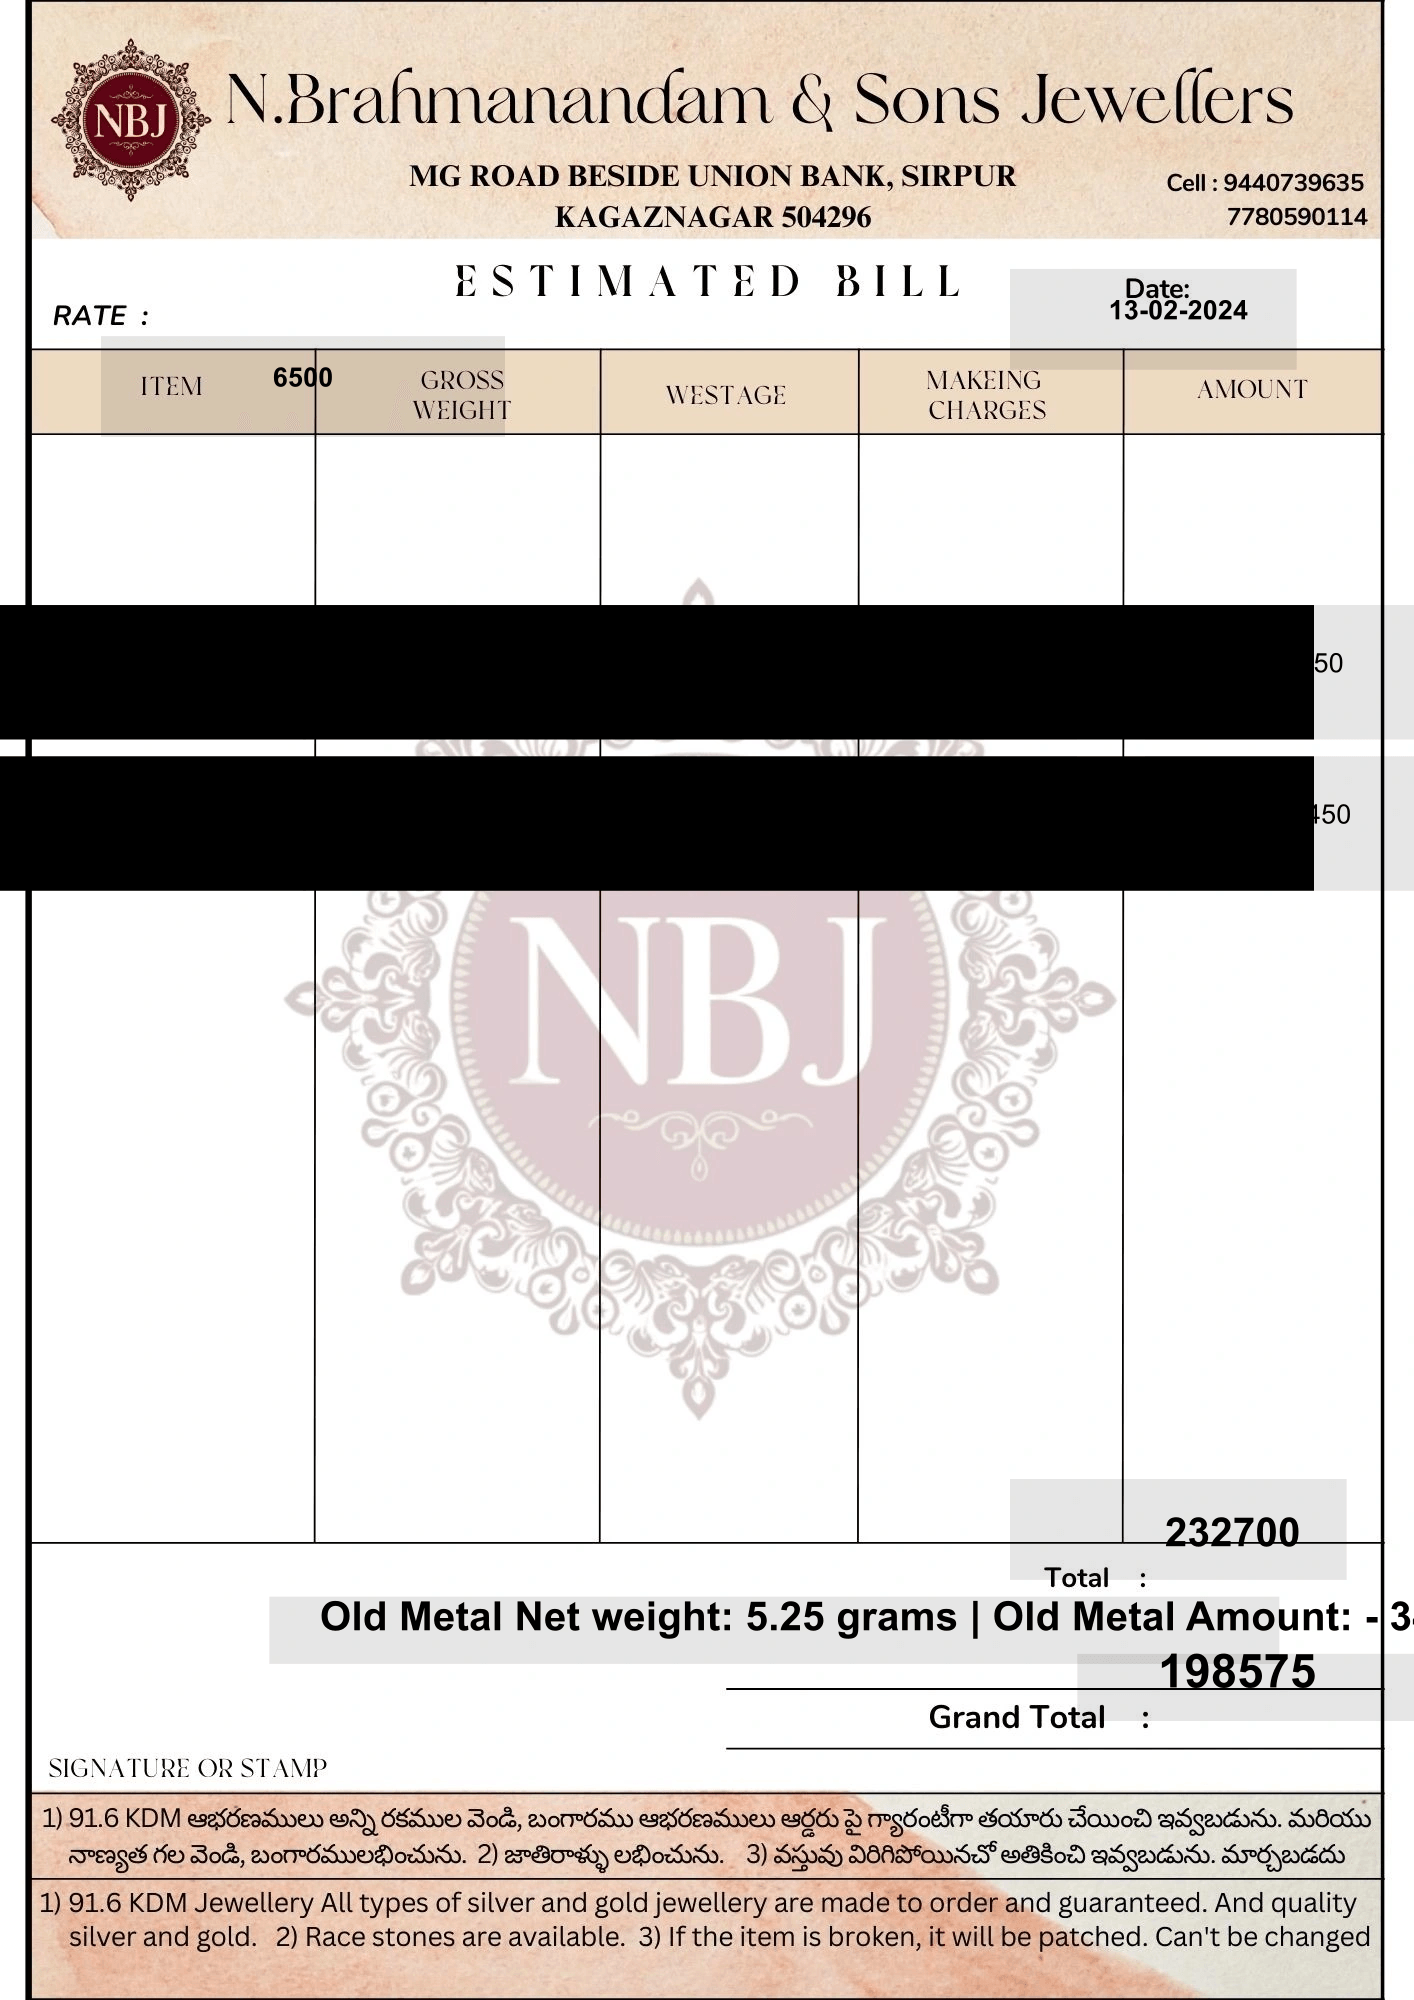 NBJ
N.Brahmanandam & Sons Jewellers
MG ROAD BESIDE UNION BANK, SIRPUR
KAGAZNAGAR 504296
Cell : 9440739635
7780590114
ESTIMATED BILL
Date:
13-02-2024
RATE :
6500
ITEM
GROSS
WEIGHT
WESTAGE
MAKEING
CHARGES
AMOUNT
50
450
NBJ
232700
Total :
Old Metal Net weight: 5.25 grams | Old Metal Amount: -
198575
Grand Total :
SIGNATURE OR STAMP
1) 91.6 KDM ఆభరణములు అన్ని రకముల వెండి, బంగారము ఆభరణములు ఆర్డరు పై గ్యారంటీగా తయారు చేయించి ఇవ్వబడును. మరియు
నాణ్యత గల వెండి, బంగారములభించును. 2) జాతిరాళ్ళు లభించును. 3) వస్తువు విరిగిపోయినచో అతికించి ఇవ్వబడును. మార్చబడదు
1) 91.6 KDM Jewellery All types of silver and gold jewellery are made to order and guaranteed. And quality
silver and gold. 2) Race stones are available. 3) If the item is broken, it will be patched. Can't be changed